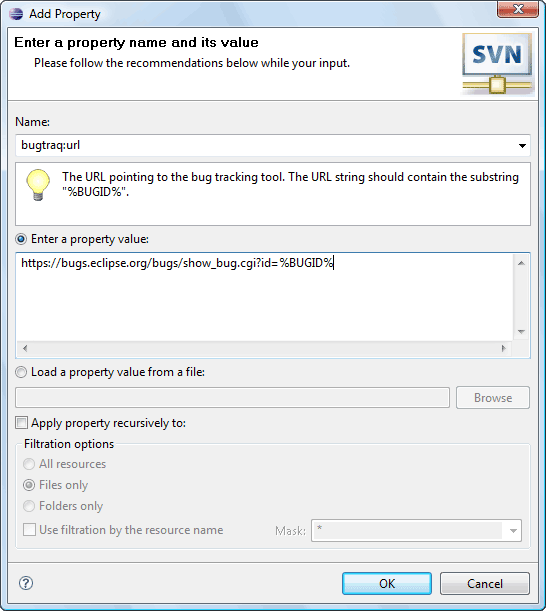 Add Property
Enter a property name and its value
Please follow the recommendations below while your input.
SVN
Name:
bugtraq:url
The URL pointing to the bug tracking tool. The URL string should contain the substring
"%BUGID%".
Enter a property value:
https://bugs.eclipse.org/bugs/show_bug.cgi?id=%BUGID%
Load a property value from a file:
Browse
Apply property recursively to:
Filtration options
All resources
Files only
Folders only
Use filtration by the resource name
Mask: *
?
OK Cancel